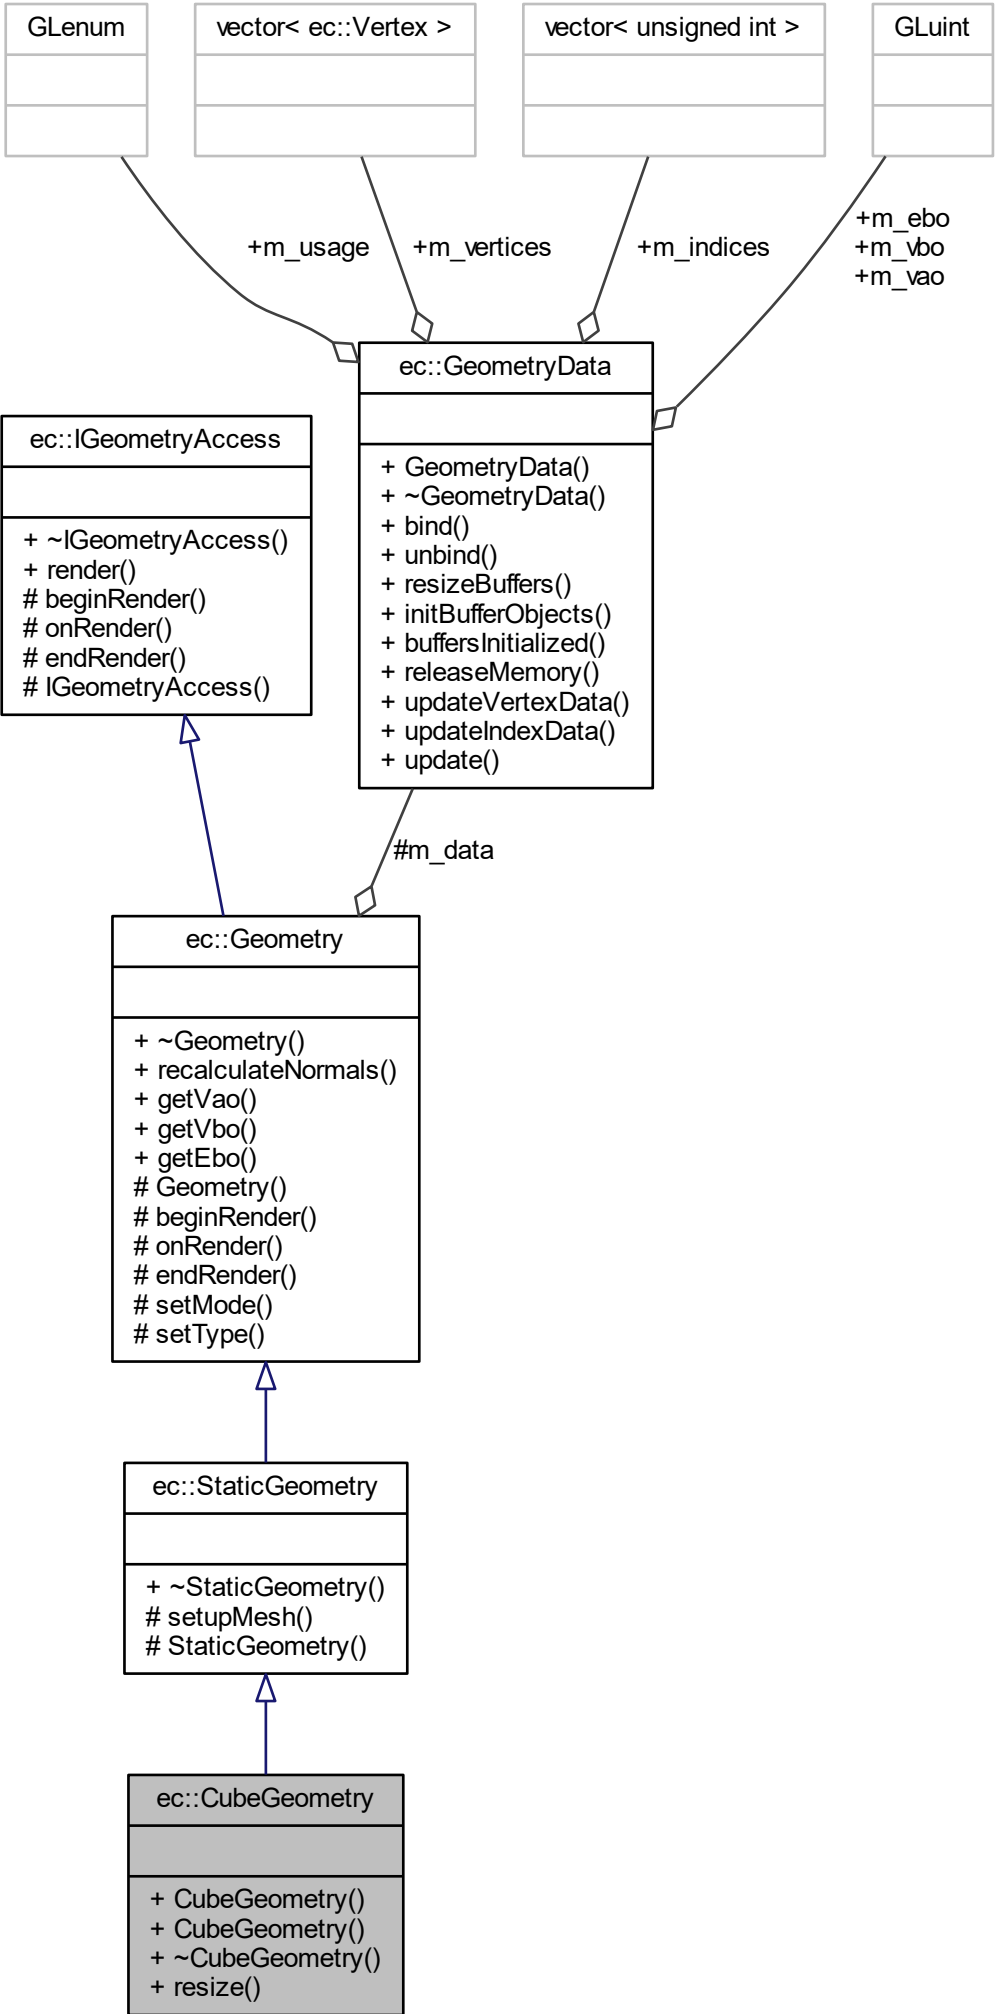 GLenum
vector< ec::Vertex >
vector< unsigned int >
GLuint
+m_usage
+m_vertices
+m_indices
+m_ebo
+m_vbo
+m_vao
ec::GeometryData
+ GeometryData()
+ ~GeometryData()
+ bind()
+ unbind()
+ resizeBuffers()
+ initBufferObjects()
+ buffersInitialized()
+ releaseMemory()
+ updateVertexData()
+ updateIndexData()
+ update()
ec::IGeometryAccess
+ ~IGeometryAccess()
+ render()
# beginRender()
# onRender()
# endRender()
# IGeometryAccess()
#m_data
ec::Geometry
+ ~Geometry()
+ recalculateNormals()
+ getVao()
+ getVbo()
+ getEbo()
# Geometry()
# beginRender()
# onRender()
# endRender()
# setMode()
# setType()
ec::StaticGeometry
+ ~StaticGeometry()
# setupMesh()
# StaticGeometry()
ec::CubeGeometry
+ CubeGeometry()
+ CubeGeometry()
+ ~CubeGeometry()
+ resize()